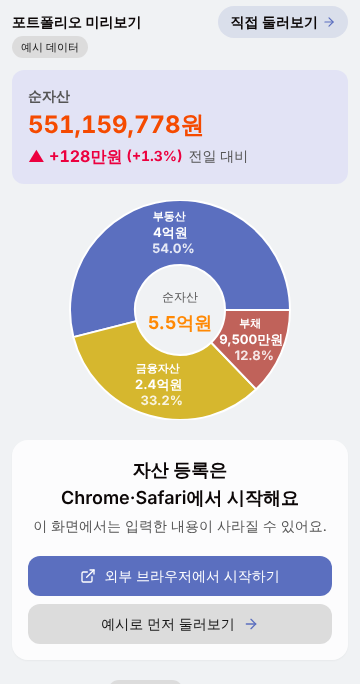 포트폴리오 미리보기
직접 둘러보기 →
예시 데이터
순자산
551,159,778원
▲ +128만원 (+1.3%) 전일 대비
부동산
4억원
54.0%
순자산
5.5억원
부채
9,500만원
12.8%
금융자산
2.4억원
33.2%
자산 등록은
Chrome·Safari에서 시작해요
이 화면에서는 입력한 내용이 사라질 수 있어요.
외부 브라우저에서 시작하기
예시로 먼저 둘러보기 →